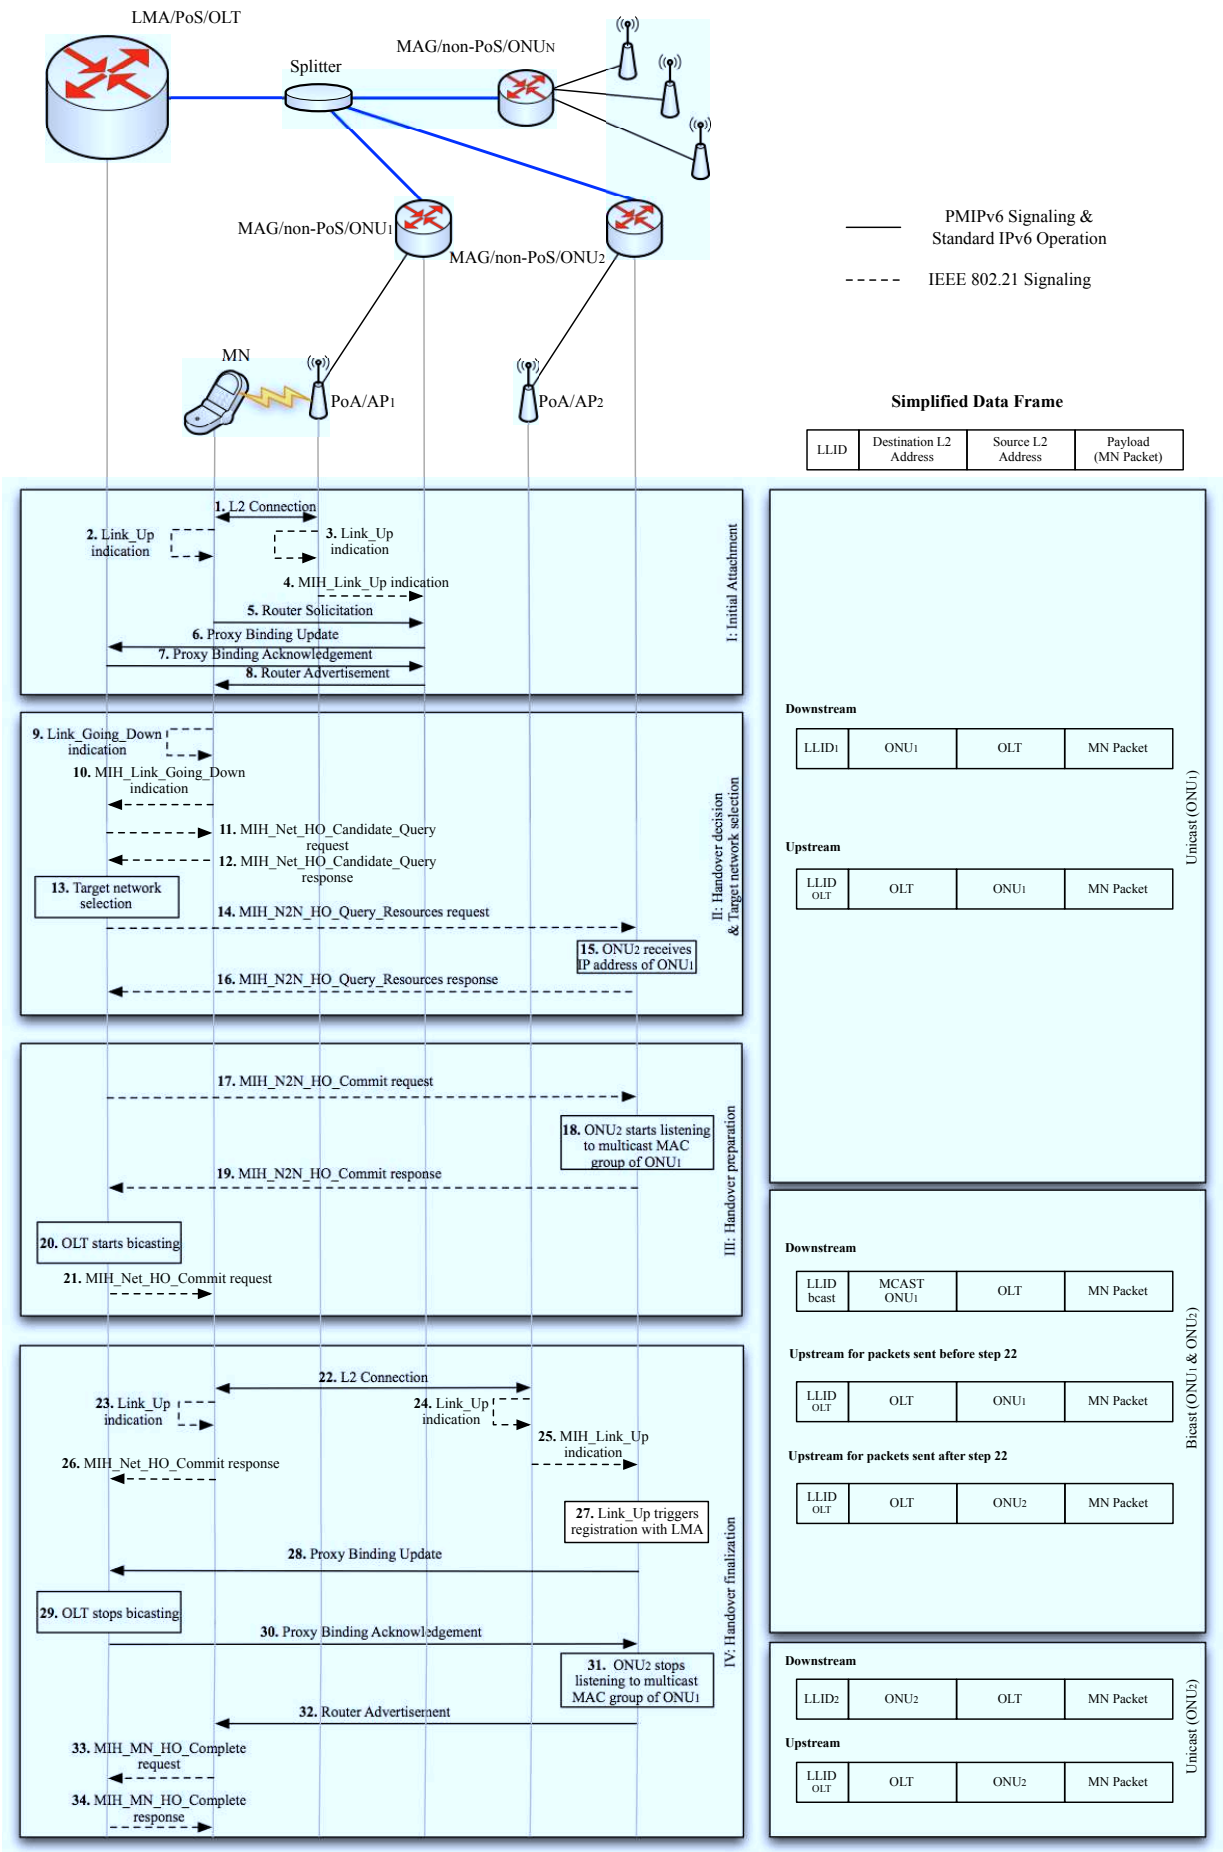 LMA/PoS/OLT
MAG/non-PoS/ONUN
Splitter
MAG/non-PoS/ONU1
MAG/non-PoS/ONU2
PMIPv6 Signaling &
Standard IPv6 Operation
IEEE 802.21 Signaling
MN
PoA/AP1
PoA/AP2
Simplified Data Frame
LLID
Destination L2
Address
Source L2
Address
Payload
(MN Packet)
1. L2 Connection
2. Link_Up
indication
3. Link_Up
indication
4. MIH_Link_Up indication
5. Router Solicitation
6. Proxy Binding Update
7. Proxy Binding Acknowledgement
8. Router Advertisement
I: Initial Attachment
9. Link_Going_Down
indication
10. MIH_Link_Going_Down
indication
11. MIH_Net_HO_Candidate_Query
request
12. MIH_Net_HO_Candidate_Query
response
13. Target network
selection
14. MIH_N2N_HO_Query_Resources request
15. ONU2 receives
IP address of ONU1
16. MIH_N2N_HO_Query_Resources response
II: Handover decision
& Target network selection
17. MIH_N2N_HO_Commit request
18. ONU2 starts listening
to multicast MAC
group of ONU1
19. MIH_N2N_HO_Commit response
20. OLT starts bicasting
21. MIH_Net_HO_Commit request
III: Handover preparation
22. L2 Connection
23. Link_Up
indication
24. Link_Up
indication
25. MIH_Link_Up
indication
26. MIH_Net_HO_Commit response
27. Link_Up triggers
registration with LMA
28. Proxy Binding Update
29. OLT stops bicasting
30. Proxy Binding Acknowledgement
31. ONU2 stops
listening to multicast
MAC group of ONU1
32. Router Advertisement
33. MIH_MN_HO_Complete
request
34. MIH_MN_HO_Complete
response
IV: Handover finalization
Downstream
LLID1
ONU1
OLT
MN Packet
Upstream
LLID
OLT
OLT
ONU1
MN Packet
Unicast (ONU1)
Downstream
LLID
bcast
MCAST
ONU1
OLT
MN Packet
Upstream for packets sent before step 22
LLID
OLT
OLT
ONU1
MN Packet
Upstream for packets sent after step 22
LLID
OLT
OLT
ONU2
MN Packet
Bicast (ONU1 & ONU2)
Downstream
LLID2
ONU2
OLT
MN Packet
Upstream
LLID
OLT
OLT
ONU2
MN Packet
Unicast (ONU2)